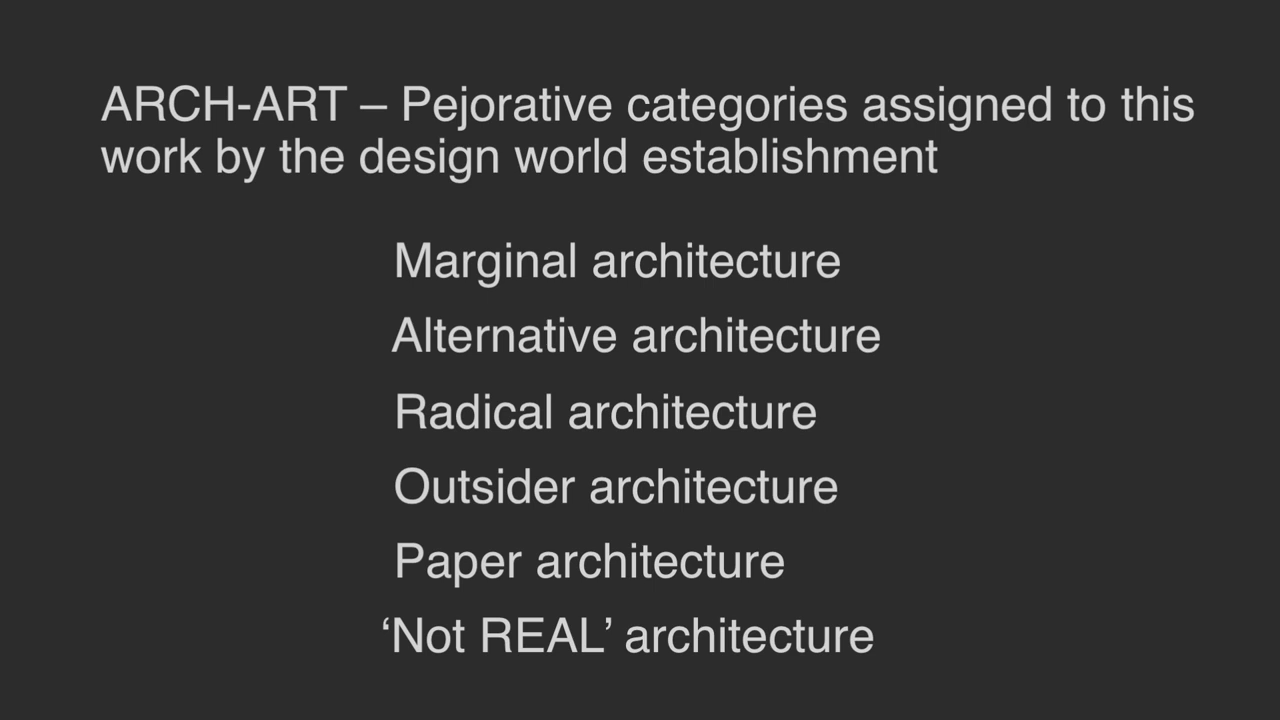 ARCH-ART – Pejorative categories assigned to this
work by the design world establishment
Marginal architecture
Alternative architecture
Radical architecture
Outsider architecture
Paper architecture
‘Not REAL’ architecture